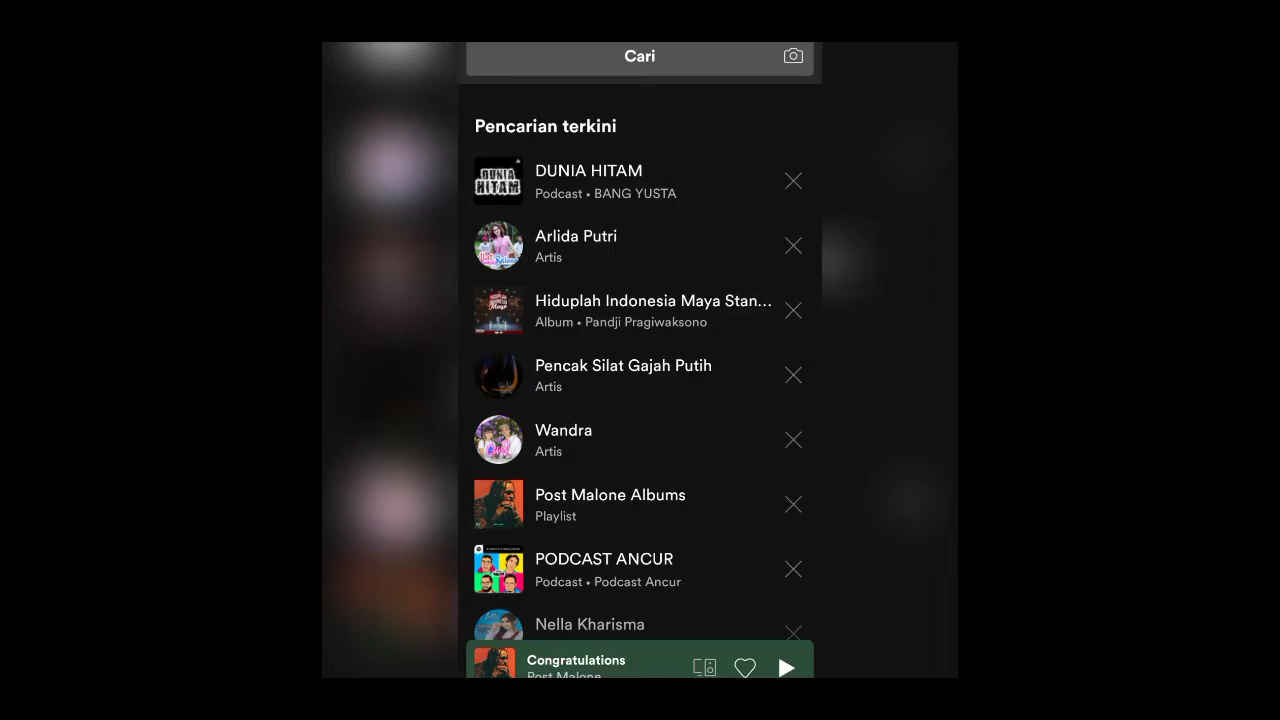 Cari
Pencarian terkini
DUNIA HITAM
DUNIA HITAM
Podcast • BANG YUSTA
Arlida Putri
Artis
Hiduplah Indonesia Maya Stan...
Album • Pandji Pragiwaksono
Pencak Silat Gajah Putih
Artis
Wandra
Artis
Post Malone Albums
Playlist
PODCAST ANCUR
Podcast • Podcast Ancur
Nella Kharisma
Congratulations
Post Malone